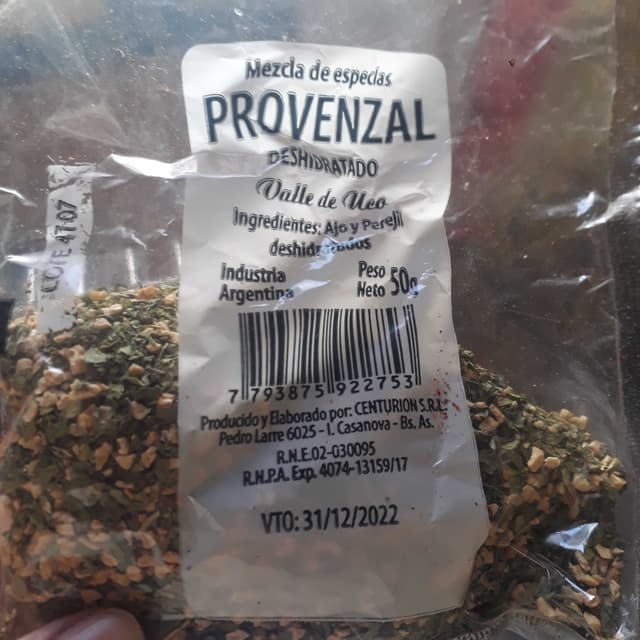 Mezcla de especias
PROVENZAL
DESHIDRATADO
Valle de Uco
Ingredientes: Ajo y Perejil
deshidratados
Industria
Argentina
Peso
Neto 50g
7 793875 922753
Producido y Elaborado por: CENTURION S.R.L.
Pedro Larre 6025 - I. Casanova - Bs. As.
R.N.E.02-030095
R.N.P.A. Exp. 4074-13159/17
VTO: 31/12/2022
LOTE 4107